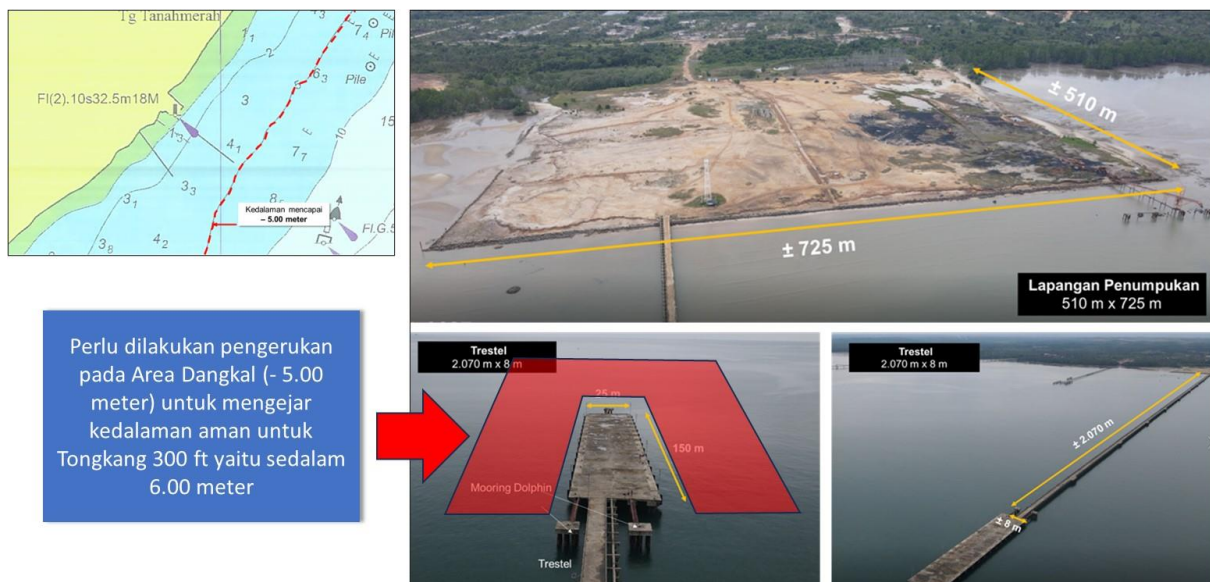 Tg Tanahmerah
Fl(2).10s32.5m18M
Pile
Pile
Kedalaman mencapai
– 5.00 meter
Fl.G.5
± 510 m
± 725 m
Lapangan Penumpukan
510 m x 725 m
Perlu dilakukan pengerukan
pada Area Dangkal (- 5.00
meter) untuk mengejar
kedalaman aman untuk
Tongkang 300 ft yaitu sedalam
6.00 meter
Trestel
2.070 m x 8 m
25 m
150 m
Mooring Dolphin
Trestel
Trestel
2.070 m x 8 m
± 2.070 m
± 8 m